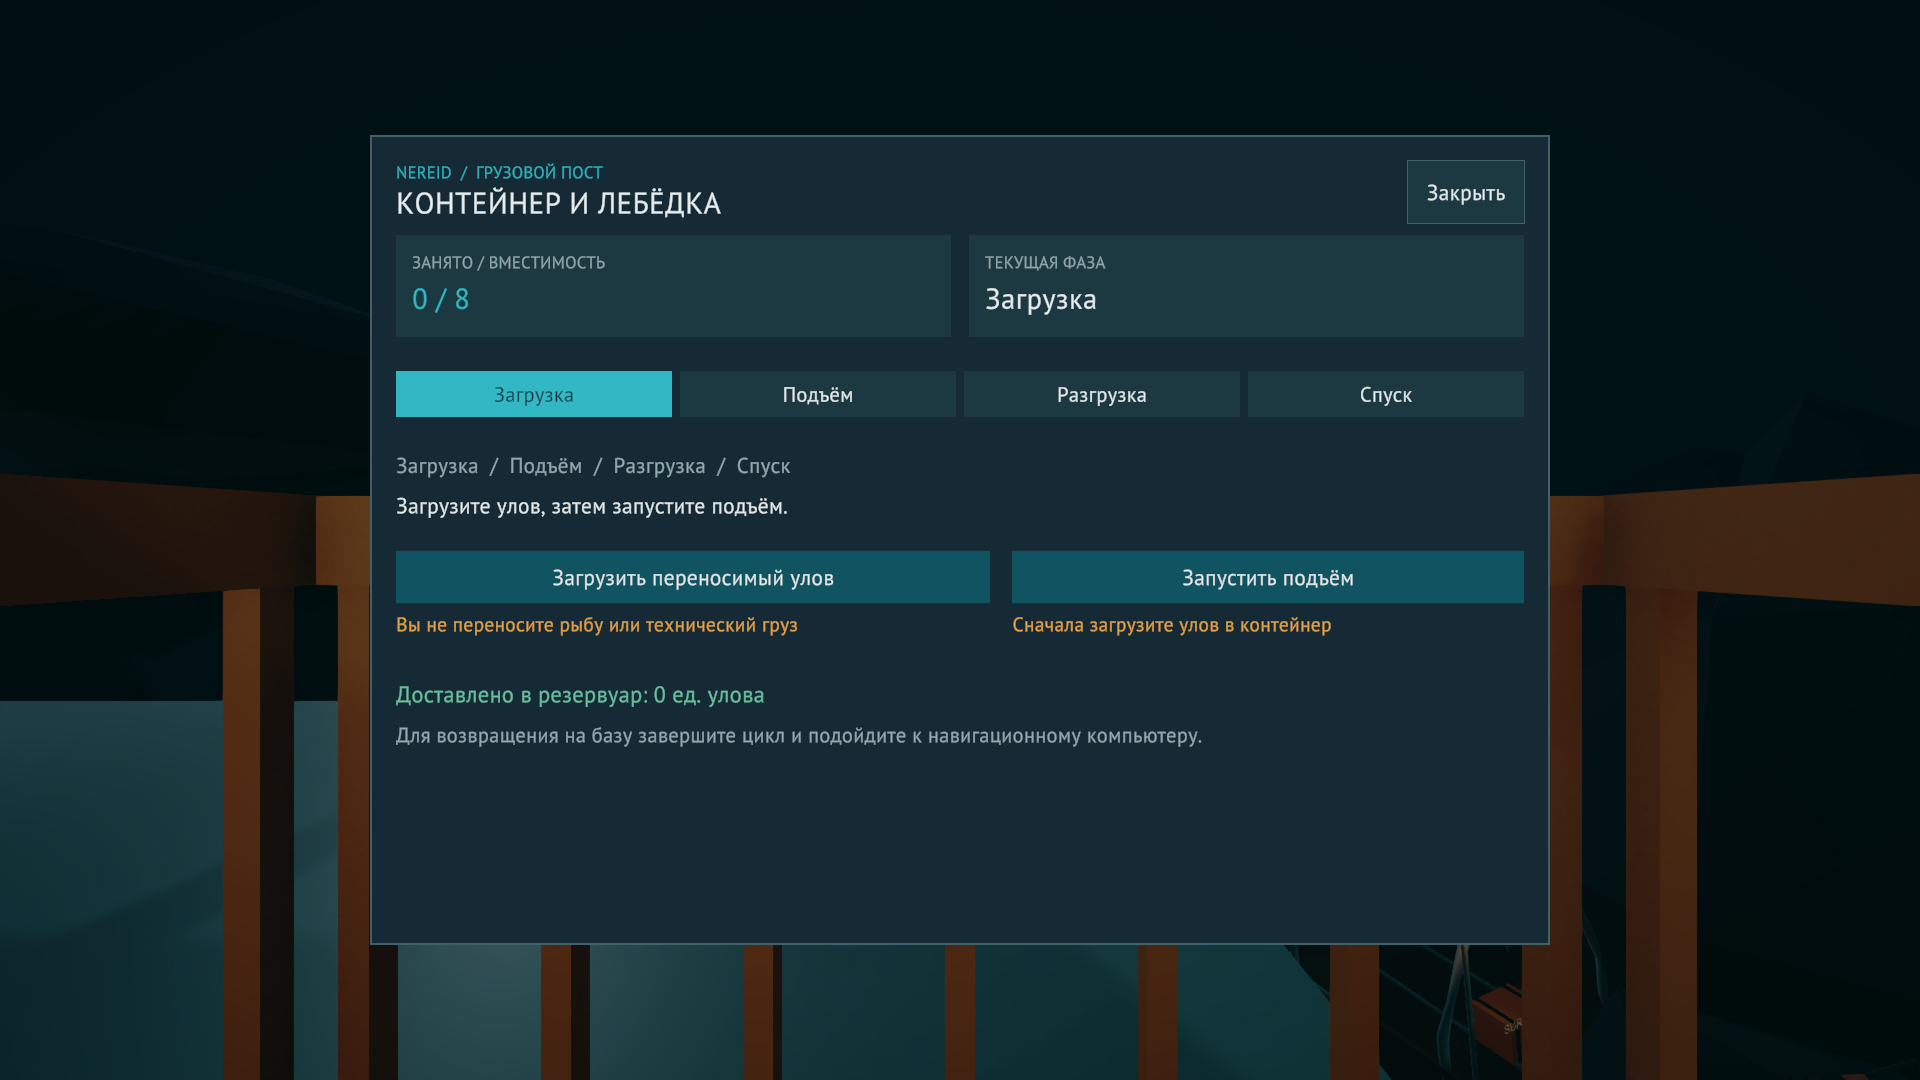 NEREID / ГРУЗОВОЙ ПОСТ
КОНТЕЙНЕР И ЛЕБЁДКА
Закрыть
ЗАНЯТО / ВМЕСТИМОСТЬ
0 / 8
ТЕКУЩАЯ ФАЗА
Загрузка
Загрузка
Подъём
Разгрузка
Спуск
Загрузка / Подъём / Разгрузка / Спуск
Загрузите улов, затем запустите подъём.
Загрузить переносимый улов
Запустить подъём
Вы не переносите рыбу или технический груз
Сначала загрузите улов в контейнер
Доставлено в резервуар: 0 ед. улова
Для возвращения на базу завершите цикл и подойдите к навигационному компьютеру.